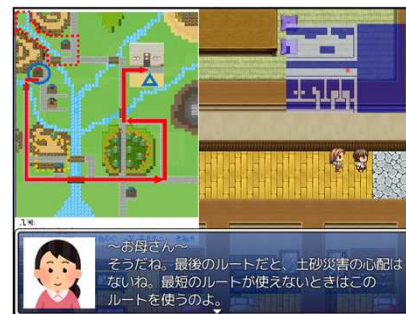 ～お母さん～
そうだね。最後のルートだと、土砂災害の心配は
ないね。最短のルートが使えないときはこの
ルートを使うのよ。